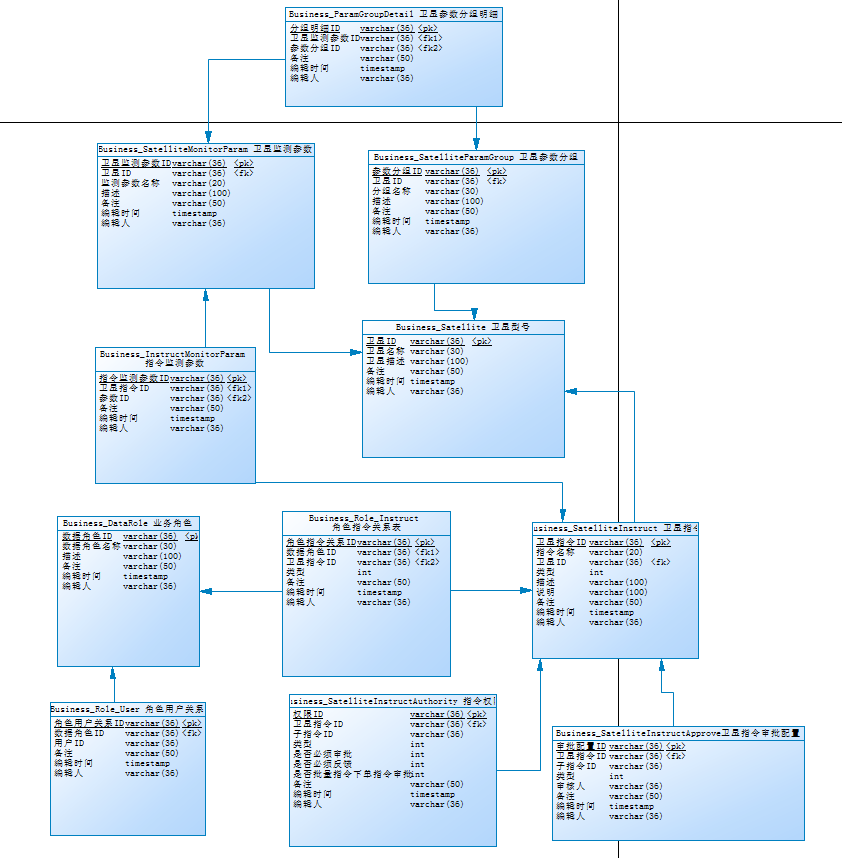 Business_ParamGroupDetail 卫星参数分组明细
分组明细ID varchar(36) <pk>
卫星监测参数ID varchar(36) <fk1>
参数分组ID varchar(36) <fk2>
备注 varchar(50)
编辑时间 timestamp
编辑人 varchar(36)
Business_SatelliteMonitorParam 卫星监测参数
卫星监测参数ID varchar(36) <pk>
卫星ID varchar(36) <fk>
监测参数名称 varchar(20)
描述 varchar(100)
备注 varchar(50)
编辑时间 timestamp
编辑人 varchar(36)
Business_SatelliteParamGroup 卫星参数分组
参数分组ID varchar(36) <pk>
卫星ID varchar(36) <fk>
分组名称 varchar(30)
描述 varchar(100)
备注 varchar(50)
编辑时间 timestamp
编辑人 varchar(36)
Business_Satellite 卫星型号
卫星ID varchar(36) <pk>
卫星名称 varchar(30)
卫星描述 varchar(100)
备注 varchar(50)
编辑时间 timestamp
编辑人 varchar(36)
Business_InstructMonitorParam
指令监测参数
指令监测参数ID varchar(36) <pk>
卫星指令ID varchar(36) <fk1>
参数ID varchar(36) <fk2>
备注 varchar(50)
编辑时间 timestamp
编辑人 varchar(36)
Business_DataRole 业务角色
数据角色ID varchar(36) <pk
数据角色名称 varchar(30)
描述 varchar(100)
备注 varchar(50)
编辑时间 timestamp
编辑人 varchar(36)
Business_Role_Instruct
角色指令关系表
角色指令关系ID varchar(36) <pk>
数据角色ID varchar(36) <fk1>
卫星指令ID varchar(36) <fk2>
类型 int
备注 varchar(50)
编辑时间 timestamp
编辑人 varchar(36)
usiness_SatelliteInstruct 卫星指令
卫星指令ID varchar(36) <pk>
指令名称 varchar(20)
卫星ID varchar(36) <fk>
类型 int
描述 varchar(100)
说明 varchar(100)
备注 varchar(50)
编辑时间 timestamp
编辑人 varchar(36)
Business_Role_User 角色用户关系
角色用户关系ID varchar(36) <pk>
数据角色ID varchar(36) <fk>
用户ID varchar(36)
备注 varchar(50)
编辑时间 timestamp
编辑人 varchar(36)
usiness_SatelliteInstructAuthority 指令权
权限ID varchar(36) <pk>
卫星指令ID varchar(36) <fk>
子指令ID varchar(36)
类型 int
是否必须审批 int
是否必须反馈 int
是否批量指令下单指令审批 int
备注 varchar(50)
编辑时间 timestamp
编辑人 varchar(36)
Business_SatelliteInstructApprove卫星指令审批配置
审批配置ID varchar(36) <pk>
卫星指令ID varchar(36) <fk>
子指令ID varchar(36)
类型 int
审核人 varchar(36)
备注 varchar(50)
编辑时间 timestamp
编辑人 varchar(36)